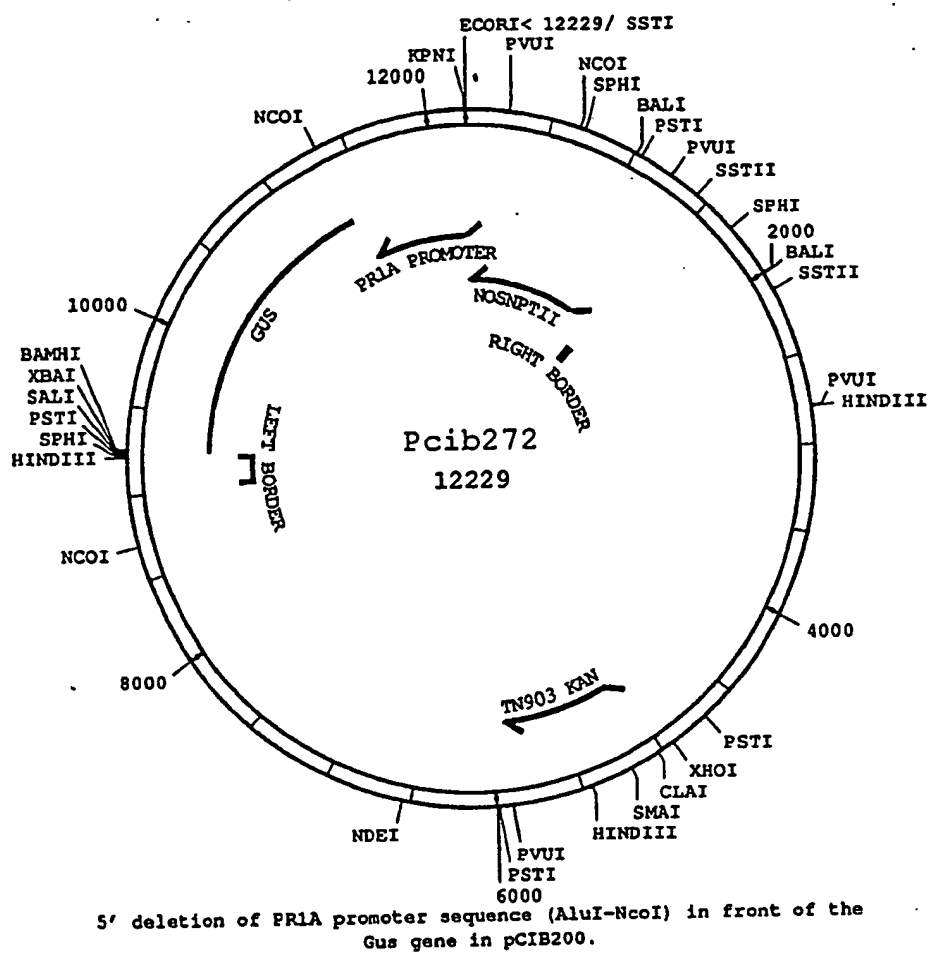 ECORI< 12229/ SSTI
KPNI
PVUI
12000
NCOI
SPHI
NCOI
BALI
PSTI
PVUI
SSTII
SPHI
2000
BALI
SSTII
PR1A PROMOTER
NOSNPTII
GUS
10000
RIGHT BORDER
BAMHI
XBAI
SALI
PSTI
SPHI
HINDIII
PVUI
HINDIII
LEFT BORDER
Pcib272
12229
NCOI
4000
8000
TN903 KAN
PSTI
XHOI
CLAI
SMAI
HINDIII
NDEI
PVUI
PSTI
6000
5' deletion of PR1A promoter sequence (AluI-NcoI) in front of the
Gus gene in pCIB200.